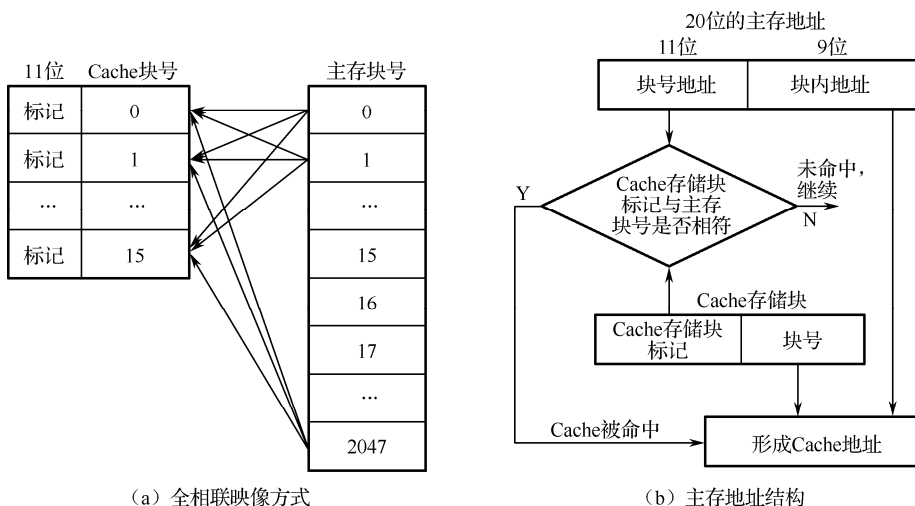 11位 Cache块号
标记 0
标记 1
... ...
标记 15
主存块号
0
1
...
15
16
17
...
2047
(a)全相联映像方式
20位的主存地址
11位 9位
块号地址 块内地址
Cache存储块
标记与主存
块号是否相符
Y
未命中,
继续
N
Cache存储块
Cache存储块
标记
块号
Cache被命中
形成Cache地址
(b)主存地址结构